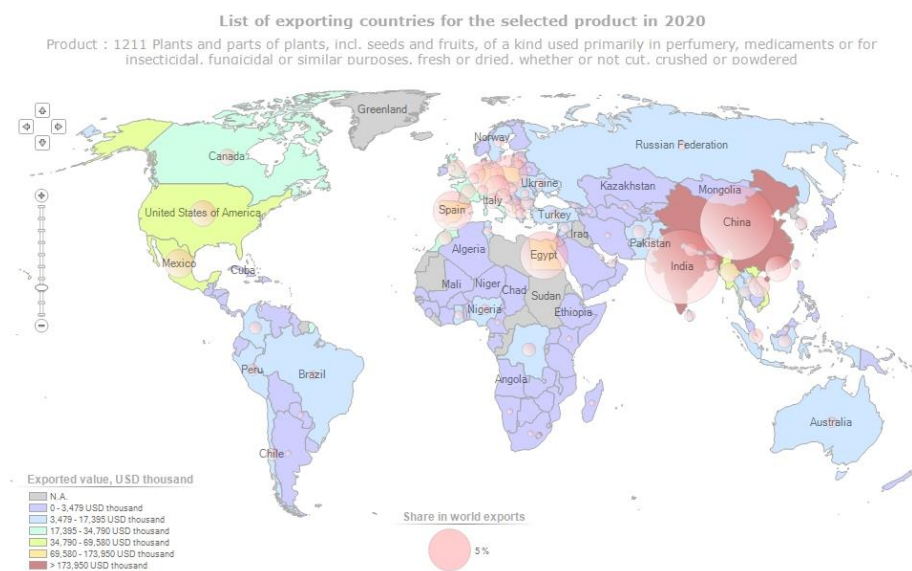 List of exporting countries for the selected product in 2020
Product : 1211 Plants and parts of plants, incl. seeds and fruits, of a kind used primarily in perfumery, medicaments or for
insecticidal, fungicidal or similar purposes, fresh or dried, whether or not cut, crushed or powdered
Greenland
Norway
Russian Federation
Canada
Ukraine
Kazakhstan
Mongolia
United States of America
Spain
Italy
Turkey
China
Iraq
Pakistan
Algeria
Egypt
Mexico
India
Cuba
Mali
Niger
Chad
Sudan
Nigeria
Ethiopia
Peru
Brazil
Angola
Australia
Chile
Exported value, USD thousand
N.A.
0 - 3,479 USD thousand
3,479 - 17,395 USD thousand
17,395 - 34,790 USD thousand
34,790 - 69,580 USD thousand
69,580 - 173,950 USD thousand
> 173,950 USD thousand
Share in world exports
5 %